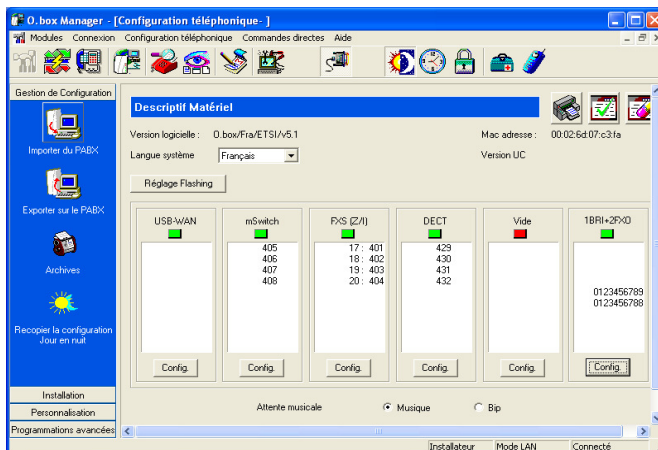 O.box Manager - [Configuration téléphonique- ]
Modules Connexion Configuration téléphonique Commandes directes Aide
Gestion de Configuration
Importer du PABX
Exporter sur le PABX
Archives
Recopier la configuration
Jour en nuit
Installation
Personnalisation
Programmations avancées
Descriptif Matériel
Version logicielle : O.box/Fra/ETSI/v5.1 Mac adresse : 00:02:6d:07:c3:fa
Langue système Français Version UC
Réglage Flashing
USB-WAN mSwitch FXS (Z/I) DECT Vide 1BRI+2FXO
405 17 : 401 429
406 18 : 402 430
407 19 : 403 431
408 20 : 404 432
0123456789
0123456788
Config. Config. Config. Config. Config. Config.
Attente musicale Musique Bip
Installateur Mode LAN Connecté